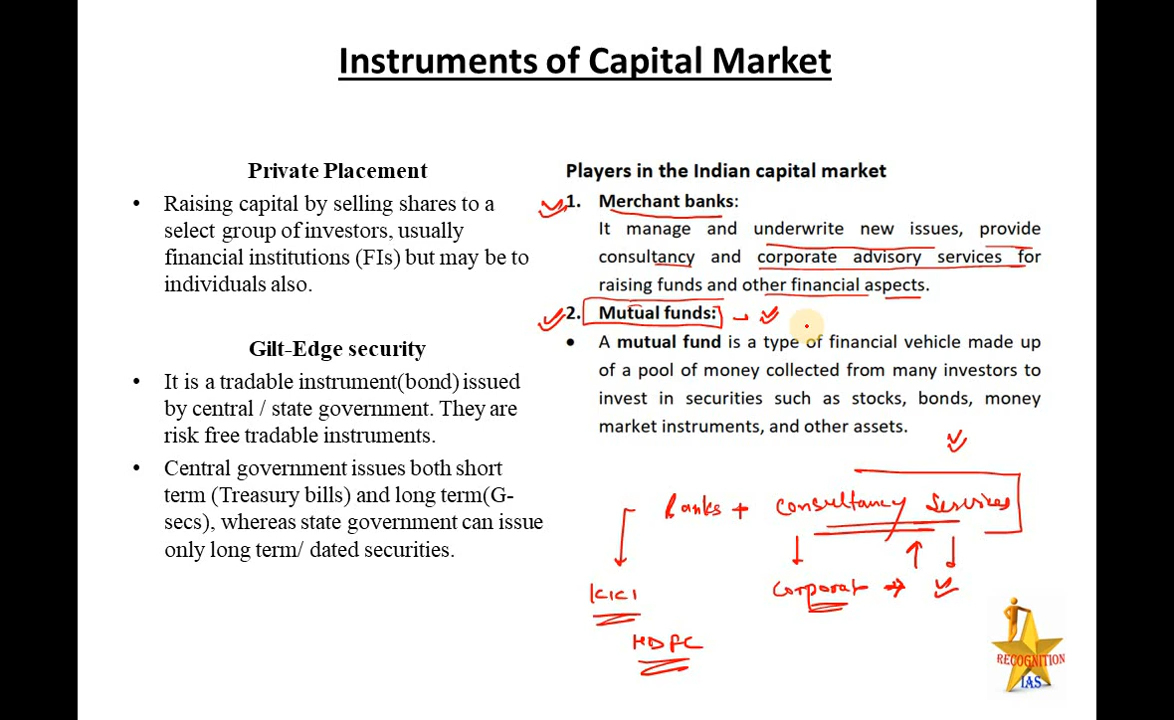 Instruments of Capital Market
Private Placement
• Raising capital by selling shares to a
select group of investors, usually
financial institutions (FIs) but may be to
individuals also.
Gilt-Edge security
• It is a tradable instrument(bond) issued
by central / state government. They are
risk free tradable instruments.
• Central government issues both short
term (Treasury bills) and long term(G-
secs), whereas state government can issue
only long term/ dated securities.
Players in the Indian capital market
1. Merchant banks:
It manage and underwrite new issues, provide
consultancy and corporate advisory services for
raising funds and other financial aspects.
2. Mutual funds:
• A mutual fund is a type of financial vehicle made up
of a pool of money collected from many investors to
invest in securities such as stocks, bonds, money
market instruments, and other assets.
Banks + Consultancy Services
ICICI
Corporat
HDFC
RECOGNITION
IAS